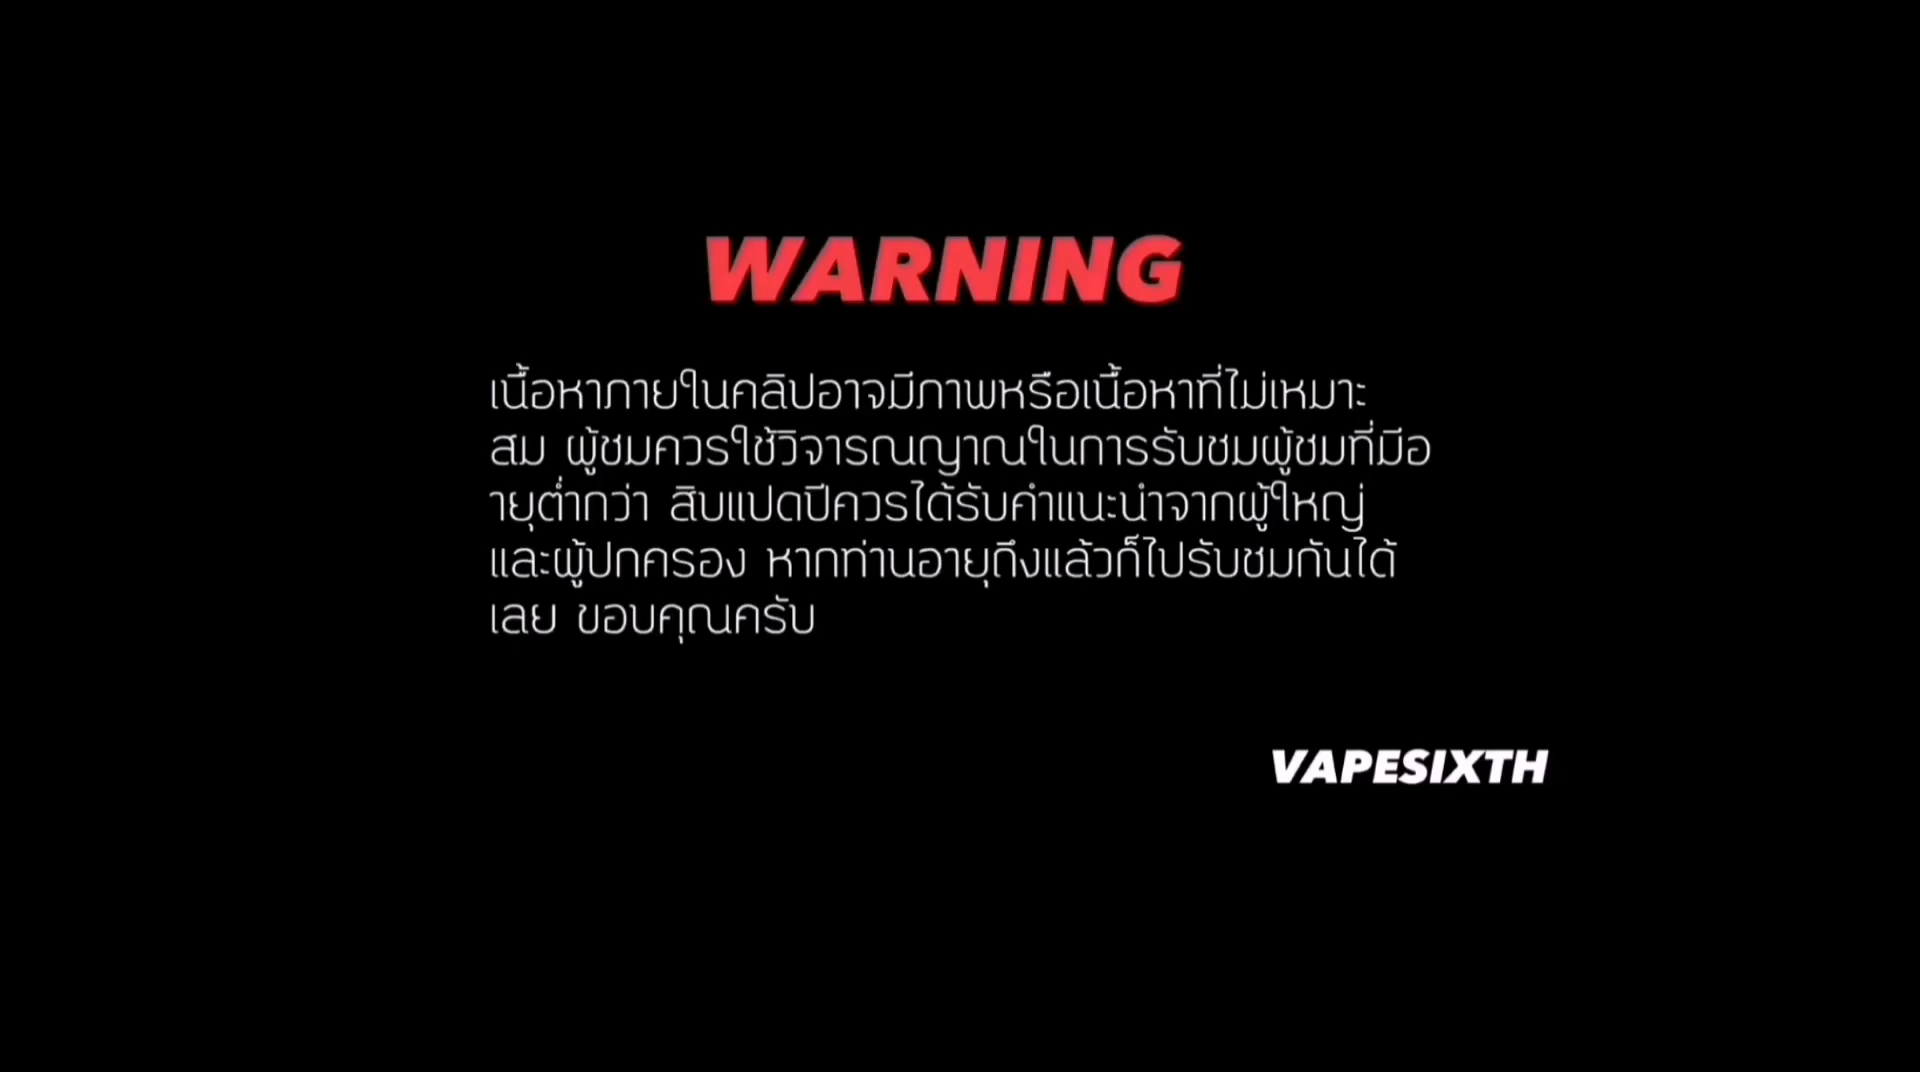 WARNING
เนื้อหาภายในคลิปอาจมีภาพหรือเนื้อหาที่ไม่เหมาะ
สม ผู้ชมควรใช้วิจารณญาณในการรับชมผู้ชมที่มีอ
ายุต่ำกว่า สิบแปดปีควรได้รับคำแนะนำจากผู้ใหญ่
และผู้ปกครอง หากท่านอายุถึงแล้วก็ไปรับชมกันได้
เลย ขอบคุณครับ
VAPESIXTH